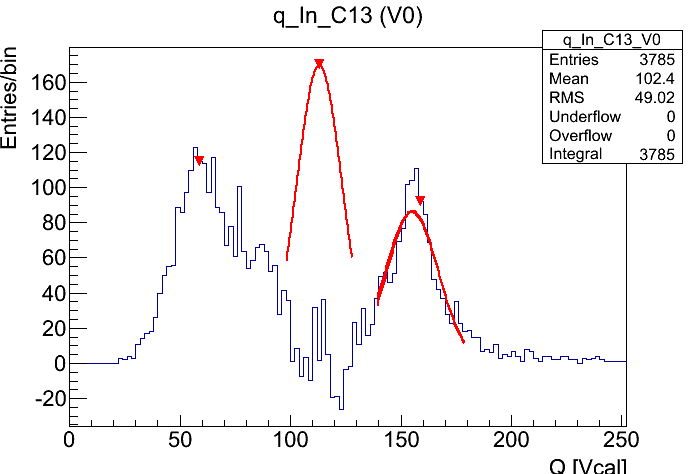 q_In_C13 (V0)
Entries/bin
q_In_C13_V0
Entries 3785
Mean 102.4
RMS 49.02
Underflow 0
Overflow 0
Integral 3785
160
140
120
100
80
60
40
20
0
-20
0 50 100 150 200 250
Q [Vcal]